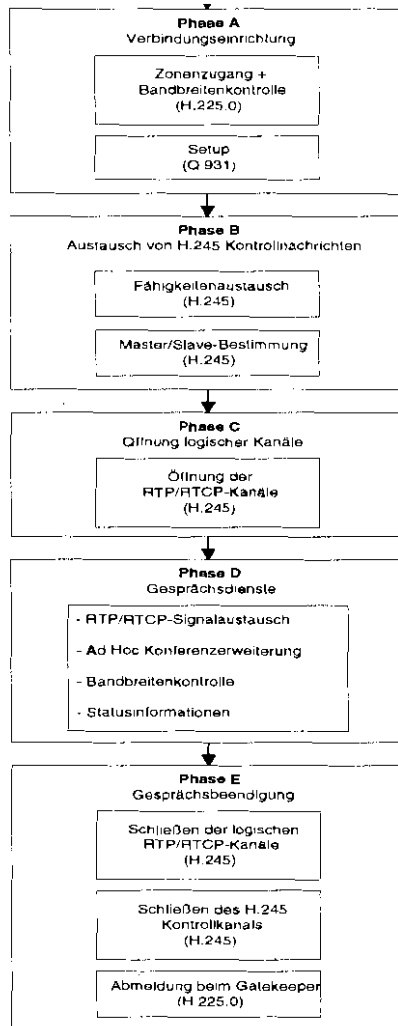 Phase A
Verbindungseinrichtung
Zonenzugang +
Bandbreitenkontrolle
(H.225.0)
Setup
(Q 931)
Phase B
Austausch von H.245 Kontrollnachrichten
Fähigkeitenaustausch
(H.245)
Master/Slave-Bestimmung
(H.245)
Phase C
Öffnung logischer Kanäle
Öffnung der
RTP/RTCP-Kanäle
(H.245)
Phase D
Gesprächsdienste
- RTP/RTCP-Signalaustausch
- Ad Hoc Konferenzerweiterung
- Bandbreitenkontrolle
- Statusinformationen
Phase E
Gesprächsbeendigung
Schließen der logischen
RTP/RTCP-Kanäle
(H.245)
Schließen des H.245
Kontrollkanals
(H.245)
Abmeldung beim Gatekeeper
(H 225.0)